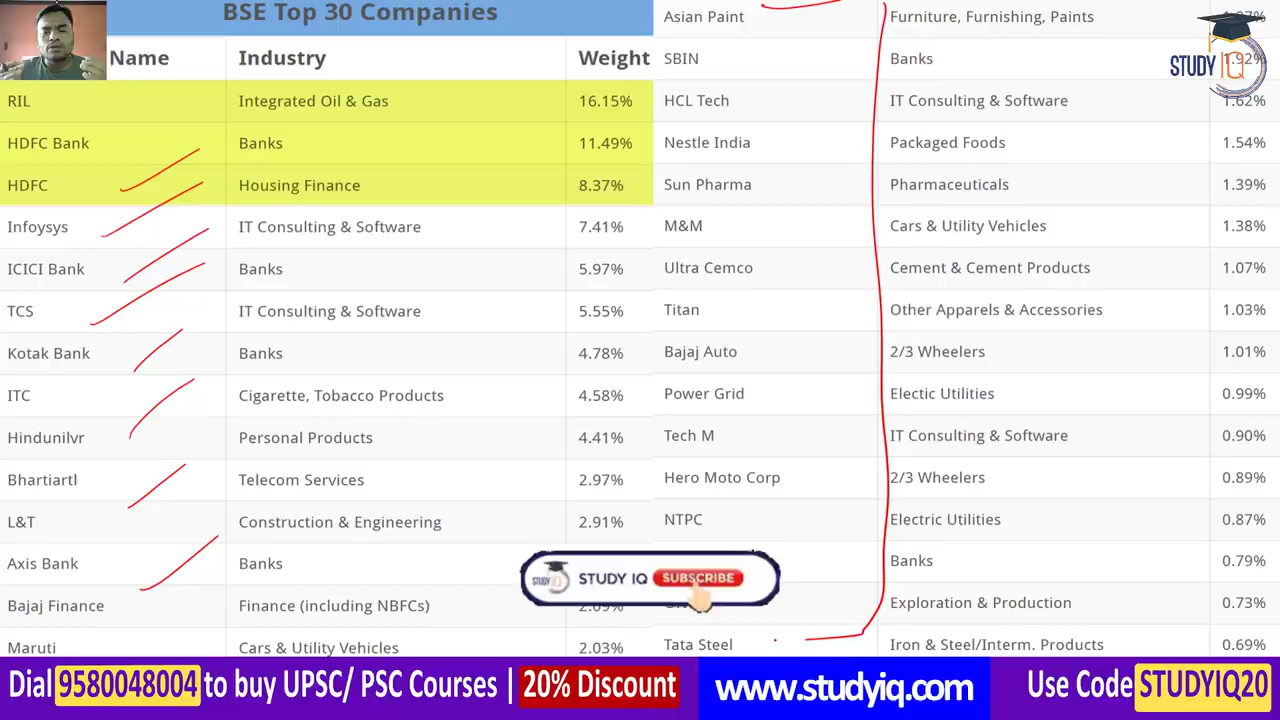 BSE Top 30 Companies
Name Industry Weight
RIL Integrated Oil & Gas 16.15%
HDFC Bank Banks 11.49%
HDFC Housing Finance 8.37%
Infoysys IT Consulting & Software 7.41%
ICICI Bank Banks 5.97%
TCS IT Consulting & Software 5.55%
Kotak Bank Banks 4.78%
ITC Cigarette, Tobacco Products 4.58%
Hindunilvr Personal Products 4.41%
Bhartiartl Telecom Services 2.97%
L&T Construction & Engineering 2.91%
Axis Bank Banks
Bajaj Finance Finance (including NBFCs) 2.09%
Maruti Cars & Utility Vehicles 2.03%
Asian Paint Furniture, Furnishing, Paints
SBIN Banks 1.92%
HCL Tech IT Consulting & Software 1.62%
Nestle India Packaged Foods 1.54%
Sun Pharma Pharmaceuticals 1.39%
M&M Cars & Utility Vehicles 1.38%
Ultra Cemco Cement & Cement Products 1.07%
Titan Other Apparels & Accessories 1.03%
Bajaj Auto 2/3 Wheelers 1.01%
Power Grid Electic Utilities 0.99%
Tech M IT Consulting & Software 0.90%
Hero Moto Corp 2/3 Wheelers 0.89%
NTPC Electric Utilities 0.87%
Banks 0.79%
Exploration & Production 0.73%
Tata Steel Iron & Steel/Interm. Products 0.69%
STUDY IQ
STUDY IQ SUBSCRIBE
Dial 9580048004 to buy UPSC/ PSC Courses | 20% Discount
www.studyiq.com
Use Code STUDYIQ20